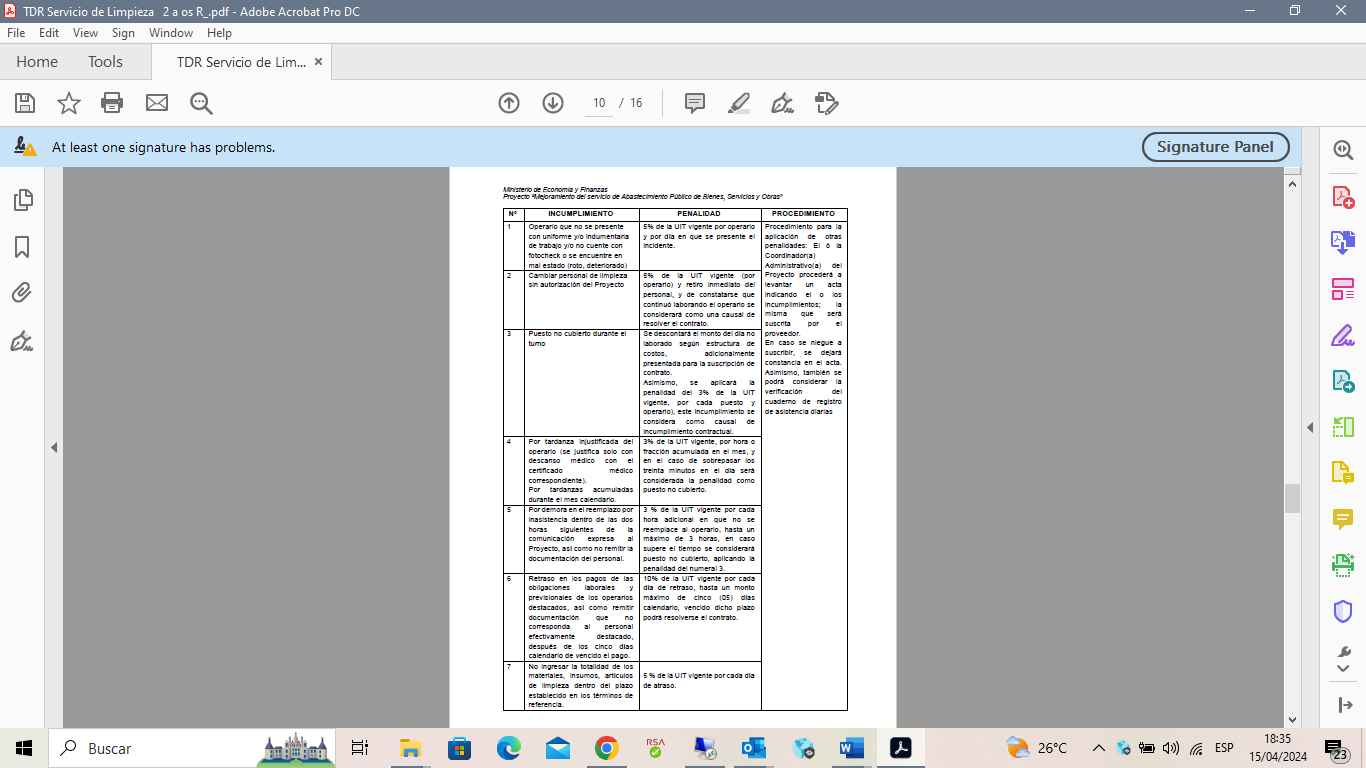 TDR Servicio de Limpieza 2 a os R_.pdf - Adobe Acrobat Pro DC
File Edit View Sign Window Help
Home Tools TDR Servicio de Lim... ×
10 / 16
At least one signature has problems.
Signature Panel
Ministerio de Economía y Finanzas
Proyecto "Mejoramiento del servicio de Abastecimiento Público de Bienes, Servicios y Obras"
N° INCUMPLIMIENTO PENALIDAD PROCEDIMIENTO
1
Operario que no se presente
con uniforme y/o indumentaria
de trabajo y/o no cuente con
fotocheck o se encuentre en
mal estado (roto, deteriorado)
5% de la UIT vigente por operario
y por día en que se presente el
incidente.
Procedimiento para la
aplicación de otras
penalidades: El ó la
Coordinador(a)
Administrativo(a) del
Proyecto procederá a
levantar un acta
indicando el o los
incumplimientos; la
misma que será
suscrita por el
proveedor.
En caso se niegue a
suscribir, se dejará
constancia en el acta.
Asimismo, también se
podrá considerar la
verificación del
cuaderno de registro
de asistencia diarias
2
Cambiar personal de limpieza
sin autorización del Proyecto
5% de la UIT vigente (por
operario) y retiro inmediato del
personal, y de constatarse que
continuó laborando el operario se
considerará como una causal de
resolver el contrato.
3
Puesto no cubierto durante el
turno
Se descontará el monto del día no
laborado según estructura de
costos, adicionalmente
presentada para la suscripción de
contrato.
Asimismo, se aplicará la
penalidad del 3% de la UIT
vigente, por cada puesto y
operario), este incumplimiento se
considera como causal de
incumplimiento contractual.
4
Por tardanza injustificada del
operario (se justifica solo con
descanso médico con el
certificado médico
correspondiente).
Por tardanzas acumuladas
durante el mes calendario.
3% de la UIT vigente, por hora o
fracción acumulada en el mes, y
en el caso de sobrepasar los
treinta minutos en el día será
considerada la penalidad como
puesto no cubierto.
5
Por demora en el reemplazo por
inasistencia dentro de las dos
horas siguientes de la
comunicación expresa al
Proyecto, así como no remitir la
documentación del personal.
3 % de la UIT vigente por cada
hora adicional en que no se
reemplace al operario, hasta un
máximo de 3 horas, en caso
supere el tiempo se considerará
puesto no cubierto, aplicando la
penalidad del numeral 3.
6
Retraso en los pagos de las
obligaciones laborales y
previsionales de los operarios
destacados, así como remitir
documentación que no
corresponda al personal
efectivamente destacado,
después de los cinco días
calendario de vencido el pago.
10% de la UIT vigente por cada
día de retraso, hasta un monto
máximo de cinco (05) días
calendario, vencido dicho plazo
podrá resolverse el contrato.
7
No ingresar la totalidad de los
materiales, insumos, artículos
de limpieza dentro del plazo
establecido en los términos de
referencia.
5 % de la UIT vigente por cada día
de atraso.
Buscar
RSA
26°C
ESP
18:35
15/04/2024
23